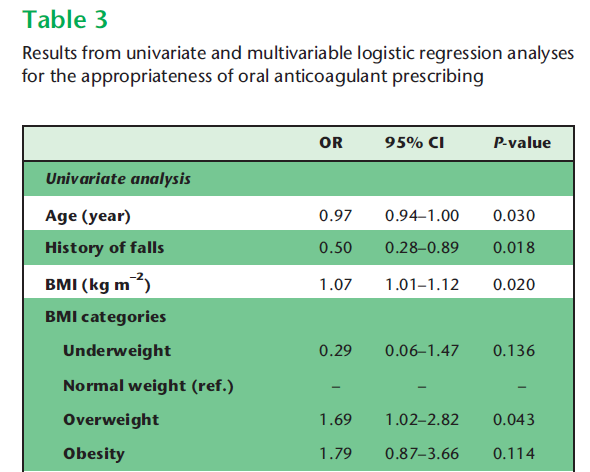 Table 3
Results from univariate and multivariable logistic regression analyses
for the appropriateness of oral anticoagulant prescribing
OR 95% CI P-value
Univariate analysis
Age (year) 0.97 0.94–1.00 0.030
History of falls 0.50 0.28–0.89 0.018
BMI (kg m⁻²) 1.07 1.01–1.12 0.020
BMI categories
Underweight 0.29 0.06–1.47 0.136
Normal weight (ref.) – – –
Overweight 1.69 1.02–2.82 0.043
Obesity 1.79 0.87–3.66 0.114